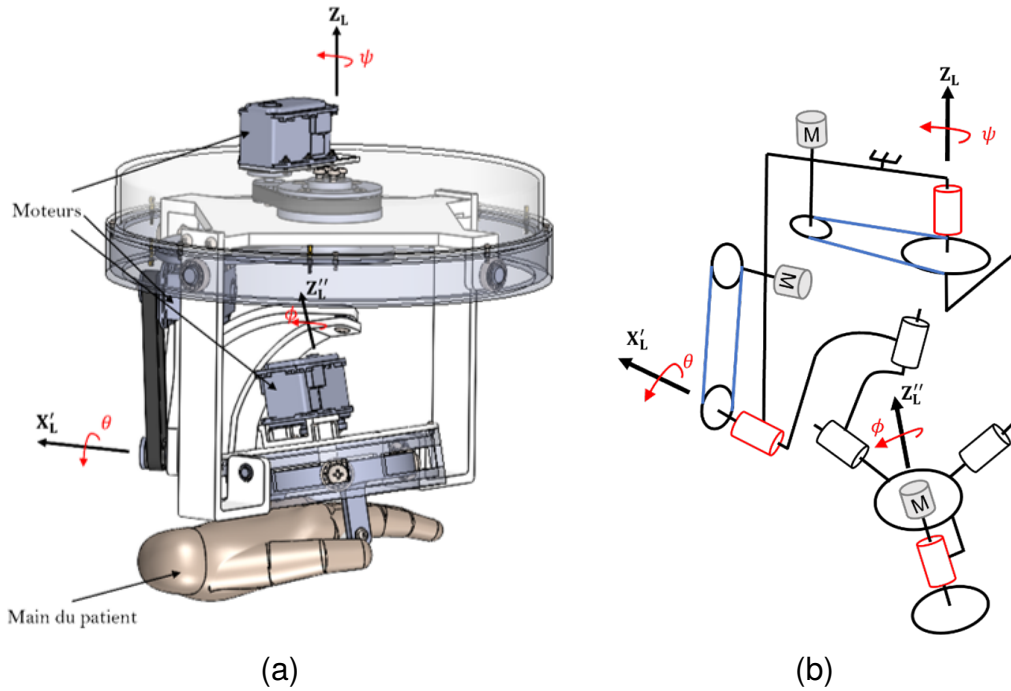 Z_L
ψ
Moteurs
Z''_L
ϕ
X'_L
θ
Main du patient
(a)
Z_L
M
ψ
M
X'_L
θ
Z''_L
ϕ
M
(b)